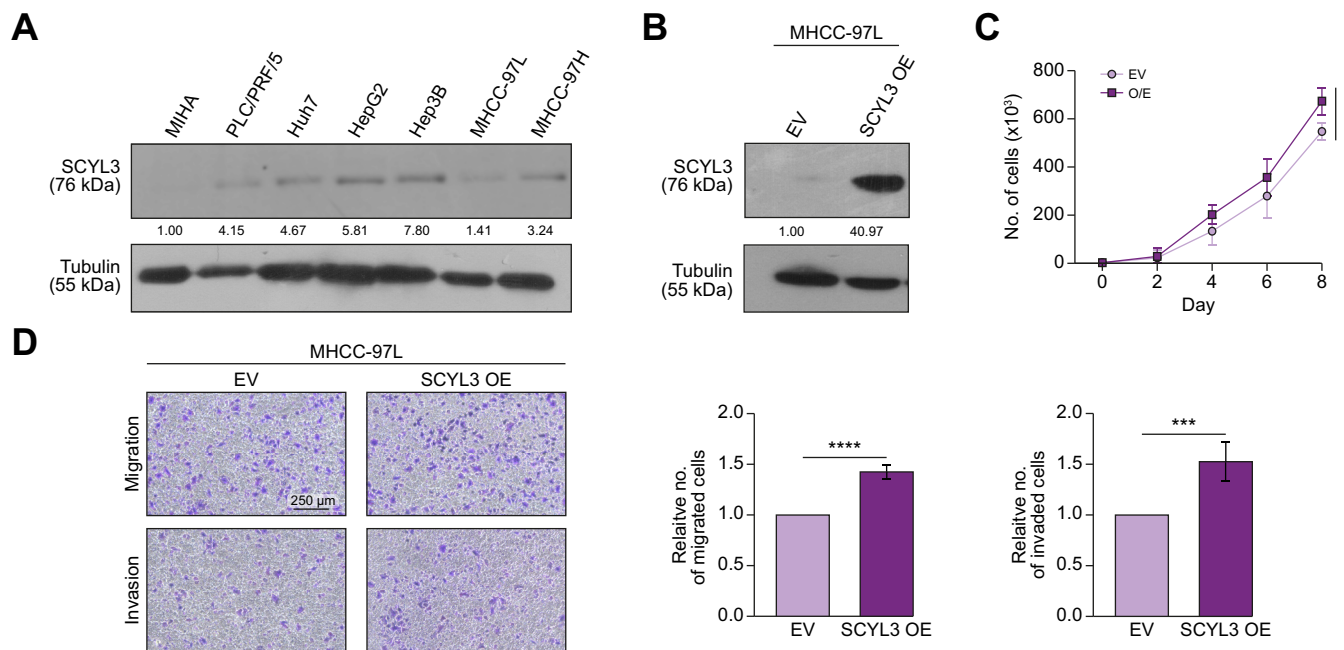 A
MIHA
PLC/PRF/5
Huh7
HepG2
Hep3B
MHCC-97L
MHCC-97H
SCYL3
(76 kDa)
1.00 4.15 4.67 5.81 7.80 1.41 3.24
Tubulin
(55 kDa)
B
MHCC-97L
EV
SCYL3 OE
SCYL3
(76 kDa)
1.00 40.97
Tubulin
(55 kDa)
C
No. of cells (x10³)
800
600
400
200
0
EV
O/E
0 2 4 6 8
Day
D
MHCC-97L
EV SCYL3 OE
Migration
250 µm
Invasion
Relaitve no.
of migrated cells
2.0
1.5
1.0
0.5
0.0
****
EV SCYL3 OE
Relaitve no.
of invaded cells
2.0
1.5
1.0
0.5
0.0
***
EV SCYL3 OE